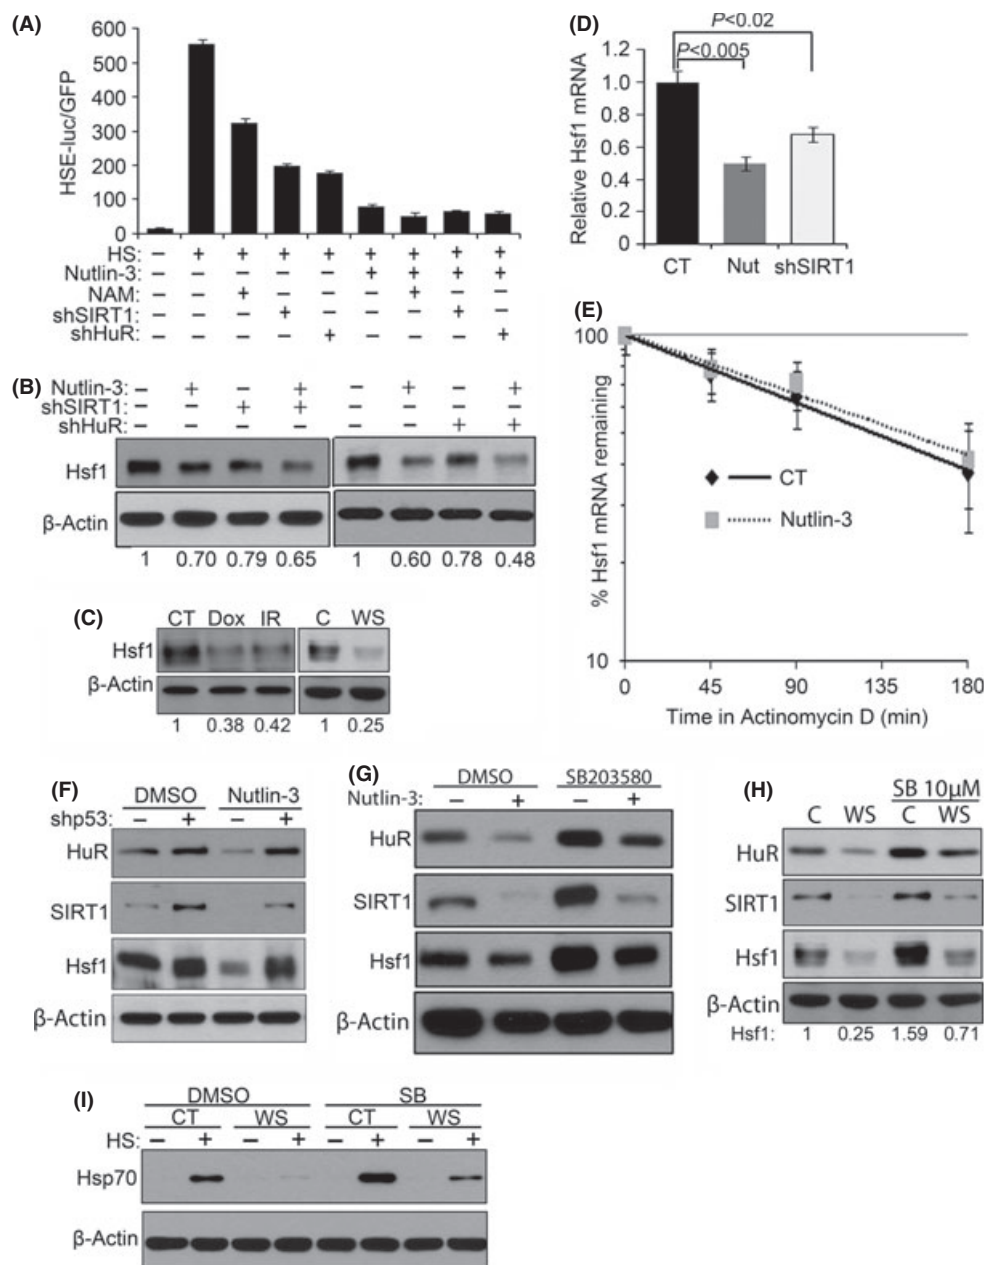 (A)
HSE-luc/GFP
600
500
400
300
200
100
0
HS: – + + + + + + + +
Nutlin-3: – – – – – + + + +
NAM: – – + – – – + – –
shSIRT1: – – – + – – – + –
shHuR: – – – – + – – – +
(B)
Nutlin-3: – + – + – + – +
shSIRT1: – – + + – – – –
shHuR: – – – – – – + +
Hsf1
β-Actin
1 0.70 0.79 0.65 1 0.60 0.78 0.48
(C)
CT Dox IR C WS
Hsf1
β-Actin
1 0.38 0.42 1 0.25
(D)
P<0.02
P<0.005
Relative Hsf1 mRNA
1.2
1.0
0.8
0.6
0.4
0.2
0
CT Nut shSIRT1
(E)
% Hsf1 mRNA remaining
100
10
CT
Nutlin-3
0 45 90 135 180
Time in Actinomycin D (min)
(F)
DMSO Nutlin-3
shp53: – + – +
HuR
SIRT1
Hsf1
β-Actin
(G)
DMSO SB203580
Nutlin-3: – + – +
HuR
SIRT1
Hsf1
β-Actin
(H)
SB 10μM
C WS C WS
HuR
SIRT1
Hsf1
β-Actin
Hsf1: 1 0.25 1.59 0.71
(I)
DMSO SB
CT WS CT WS
HS: – + – + – + – +
Hsp70
β-Actin